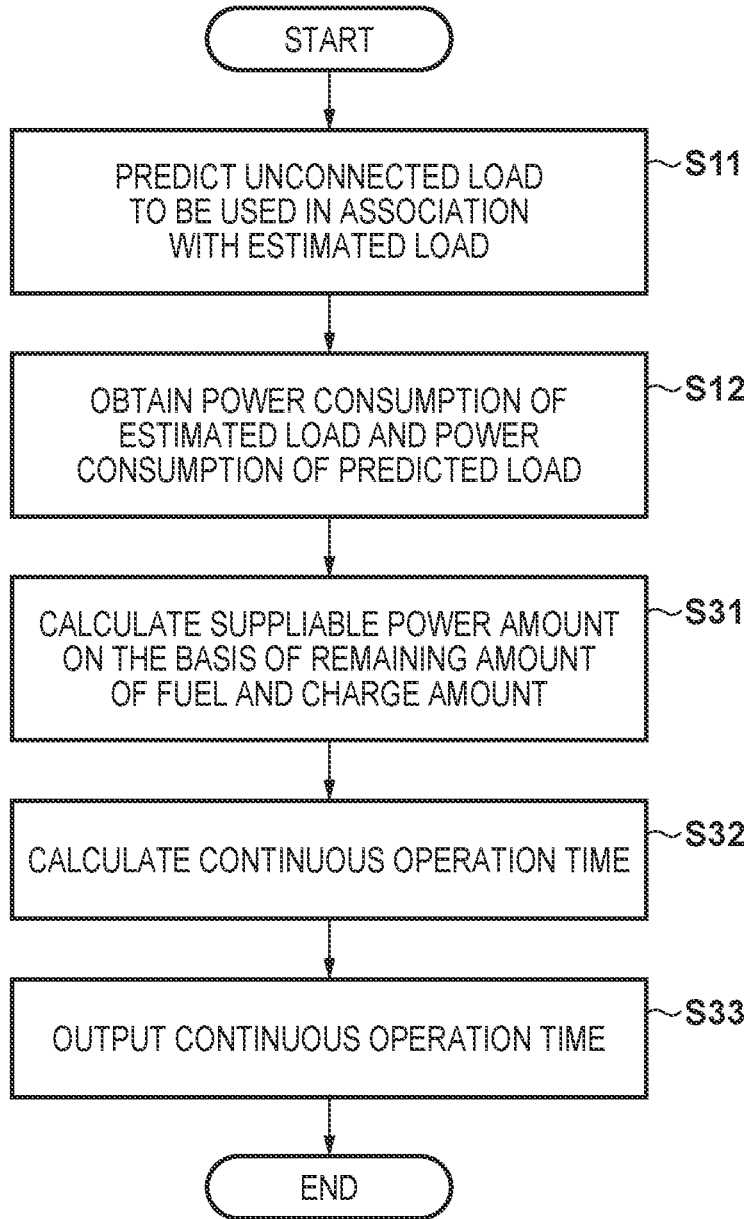 START
PREDICT UNCONNECTED LOAD
TO BE USED IN ASSOCIATION
WITH ESTIMATED LOAD
S11
OBTAIN POWER CONSUMPTION OF
ESTIMATED LOAD AND POWER
CONSUMPTION OF PREDICTED LOAD
S12
CALCULATE SUPPLIABLE POWER AMOUNT
ON THE BASIS OF REMAINING AMOUNT
OF FUEL AND CHARGE AMOUNT
S31
CALCULATE CONTINUOUS OPERATION TIME
S32
OUTPUT CONTINUOUS OPERATION TIME
S33
END